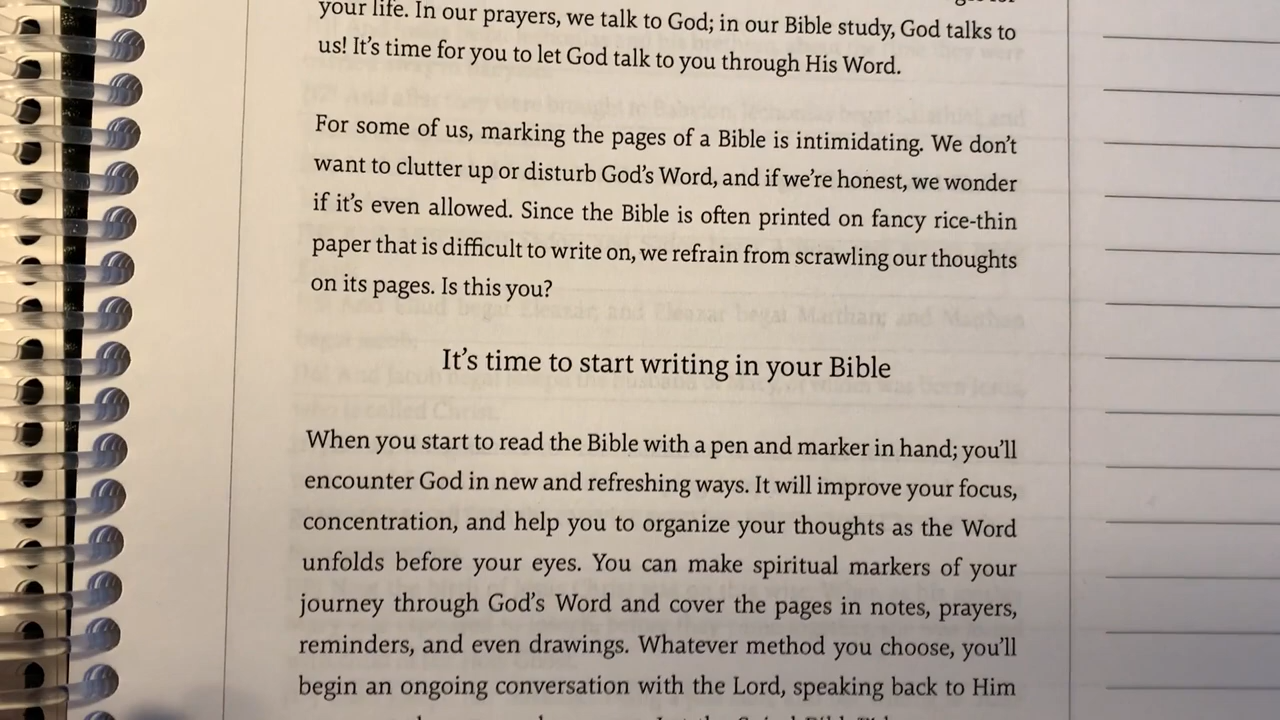 your life. In our prayers, we talk to God; in our Bible study, God talks to
us! It's time for you to let God talk to you through His Word.
For some of us, marking the pages of a Bible is intimidating. We don't
want to clutter up or disturb God's Word, and if we're honest, we wonder
if it's even allowed. Since the Bible is often printed on fancy rice-thin
paper that is difficult to write on, we refrain from scrawling our thoughts
on its pages. Is this you?
It's time to start writing in your Bible
When you start to read the Bible with a pen and marker in hand; you'll
encounter God in new and refreshing ways. It will improve your focus,
concentration, and help you to organize your thoughts as the Word
unfolds before your eyes. You can make spiritual markers of your
journey through God's Word and cover the pages in notes, prayers,
reminders, and even drawings. Whatever method you choose, you'll
begin an ongoing conversation with the Lord, speaking back to Him